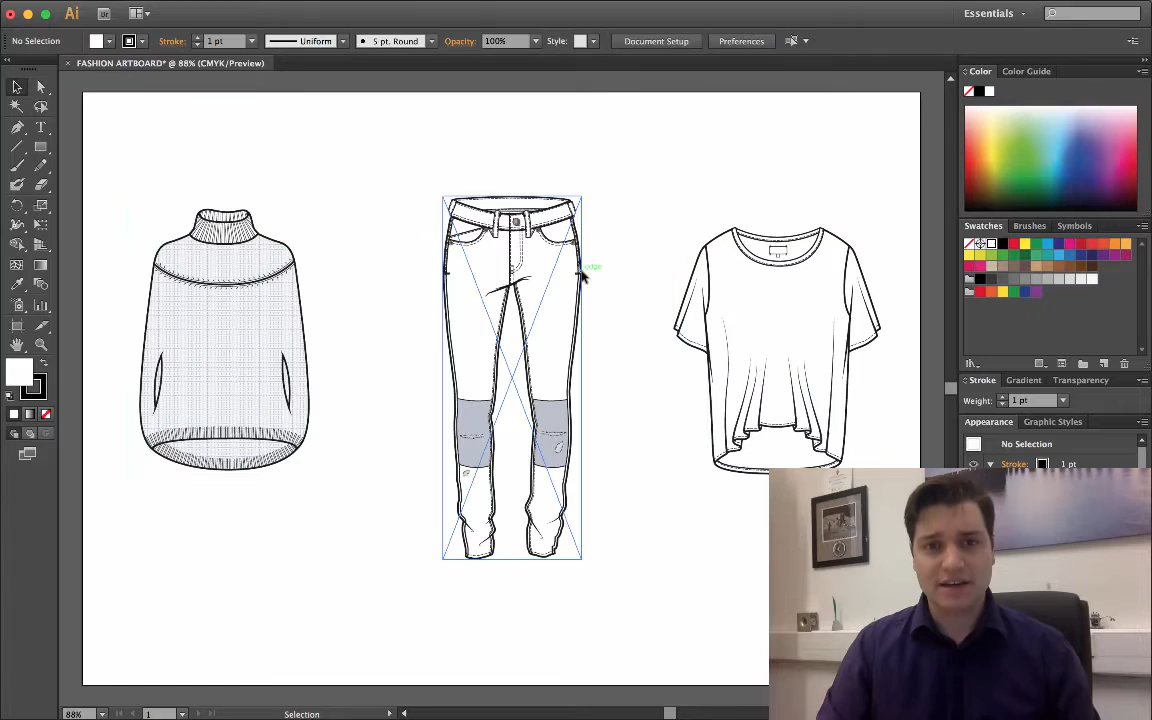 Ai
Br
Essentials
No Selection
Stroke:
1 pt
Uniform
5 pt. Round
Opacity:
100%
Style:
Document Setup
Preferences
× FASHION ARTBOARD* @ 88% (CMYK/Preview)
Color
Color Guide
edge
Swatches
Brushes
Symbols
Stroke
Gradient
Transparency
Weight:
1 pt
Appearance
Graphic Styles
No Selection
Stroke:
1 pt
88%
1
Selection